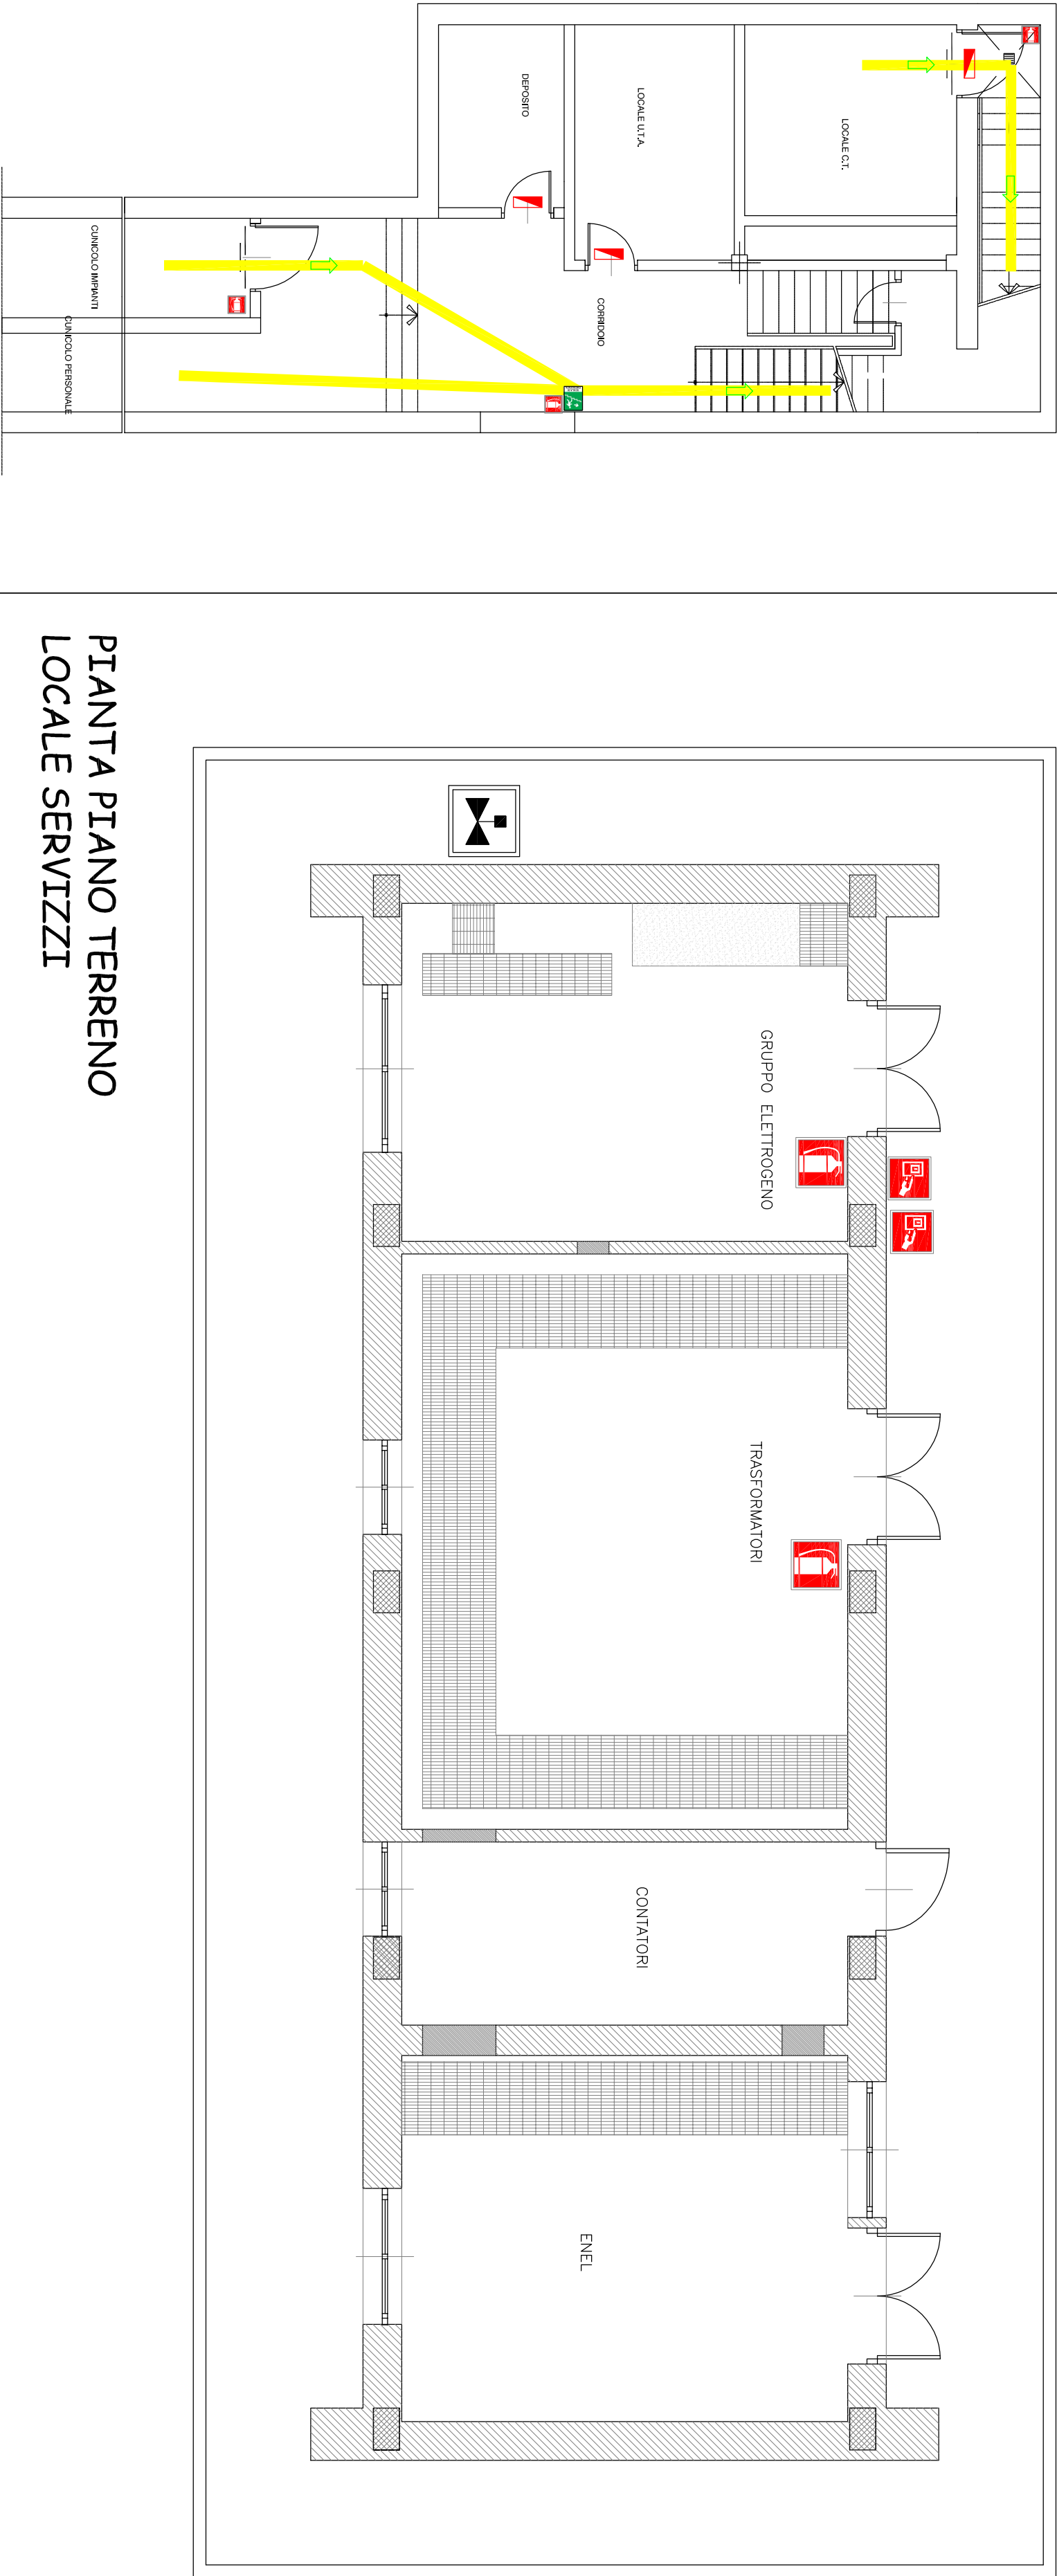 DEPOSITO
LOCALE U.T.A.
LOCALE C.T.
CUNICOLO IMPIANTI
CUNICOLO PERSONALE
CORRIDOIO
PIANTA PIANO TERRENO
LOCALE SERVIZZI
GRUPPO ELETTROGENO
TRASFORMATORI
CONTATORI
ENEL